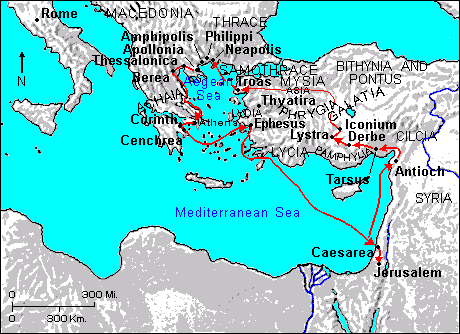 Rome
MACEDONIA
THRACE
Amphipolis
Philippi
Apollonia
Neapolis
Thessalonica
Berea
Aegean
Sea
SAMOTHRACE
Troas
MYSIA
BITHYNIA AND
PONTUS
ASIA
N
ACHAIA
Thyatira
PHRYGIA
GALATIA
Corinth
Athens
LYDIA
Ephesus
Iconium
Lystra
Derbe
CILCIA
Cenchrea
LYCIA
PAMPHYLIA
Tarsus
Antioch
SYRIA
Mediterranean Sea
Caesarea
Jerusalem
0
300 Mi.
0
300 Km.